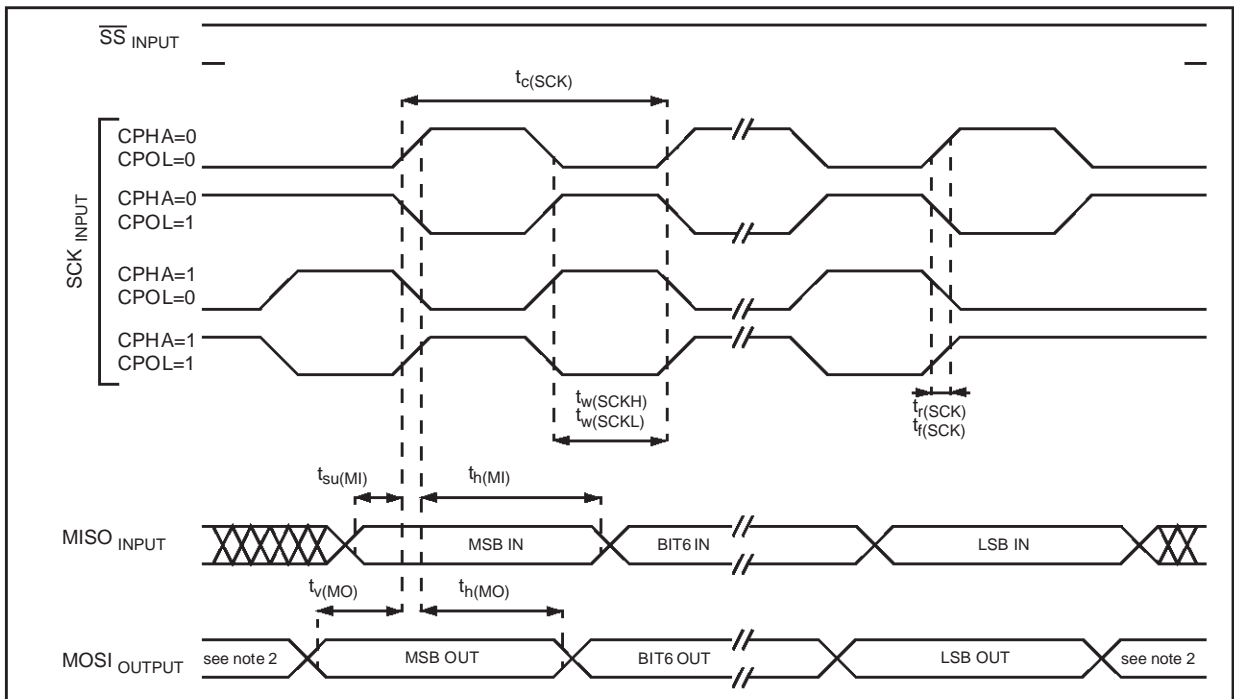 SS INPUT
tc(SCK)
SCK INPUT
CPHA=0
CPOL=0
CPHA=0
CPOL=1
CPHA=1
CPOL=0
CPHA=1
CPOL=1
tw(SCKH)
tw(SCKL)
tr(SCK)
tf(SCK)
tsu(MI)
th(MI)
MISO INPUT
MSB IN
BIT6 IN
LSB IN
tv(MO)
th(MO)
MOSI OUTPUT
see note 2
MSB OUT
BIT6 OUT
LSB OUT
see note 2